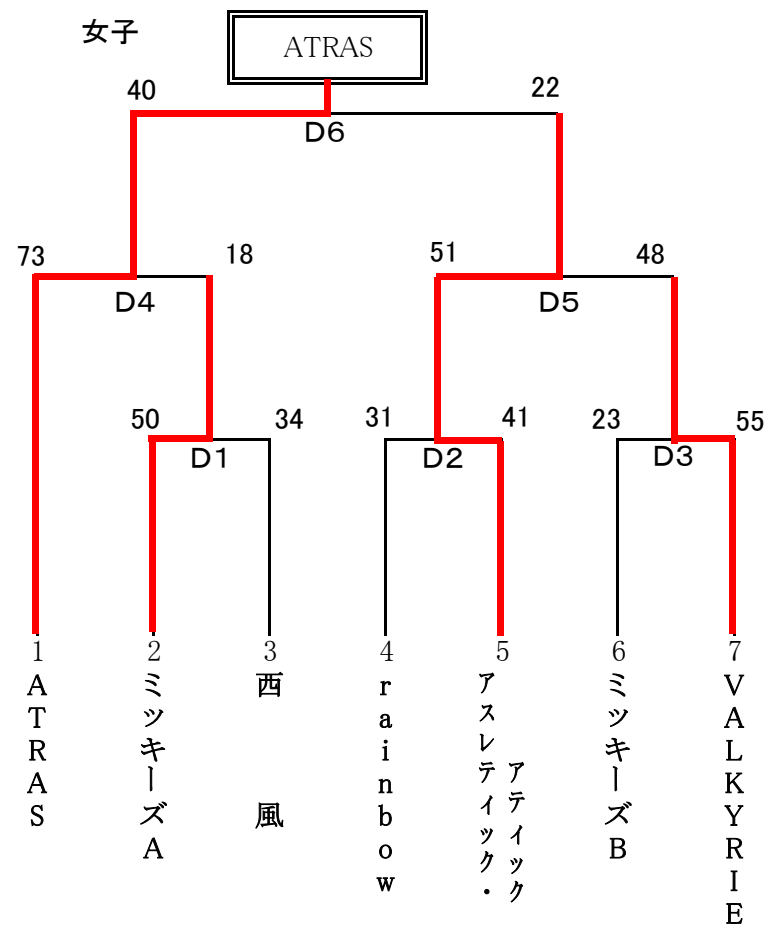 女子
ATRAS
40
22
D6
73
18
51
48
D4
D5
50
34
31
41
23
55
D1
D2
D3
1
2
3
4
5
6
7
ATRAS
ミッキーズA
西風
rainbow
アスレティック・
アティック
ミッキーズB
VALKYRIE